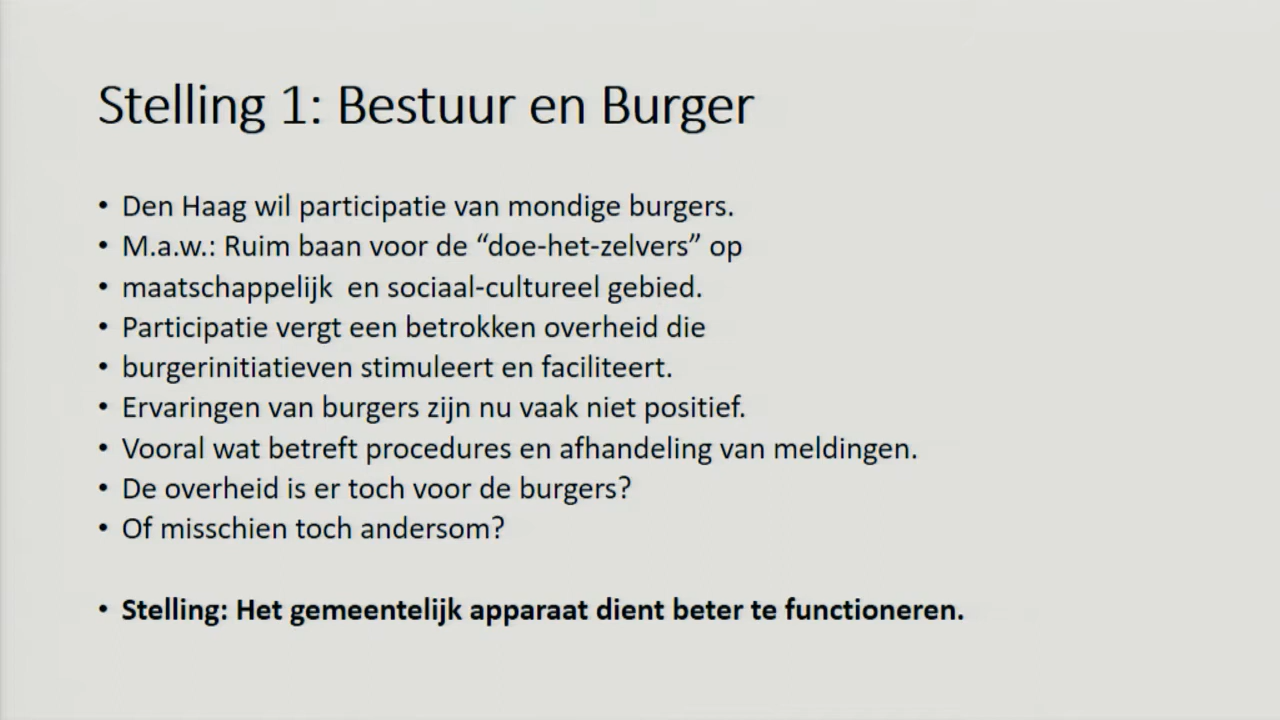 Stelling 1: Bestuur en Burger
• Den Haag wil participatie van mondige burgers.
• M.a.w.: Ruim baan voor de “doe-het-zelvers” op
• maatschappelijk  en sociaal-cultureel gebied.
• Participatie vergt een betrokken overheid die
• burgerinitiatieven stimuleert en faciliteert.
• Ervaringen van burgers zijn nu vaak niet positief.
• Vooral wat betreft procedures en afhandeling van meldingen.
• De overheid is er toch voor de burgers?
• Of misschien toch andersom?
• Stelling: Het gemeentelijk apparaat dient beter te functioneren.